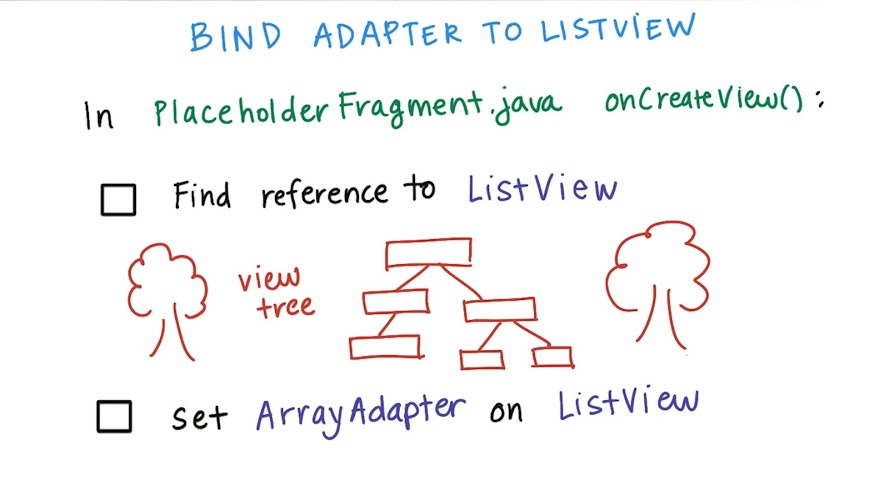 BIND ADAPTER TO LISTVIEW
In PlaceholderFragment.java onCreateView():
Find reference to ListView
view
tree
set ArrayAdapter on ListView